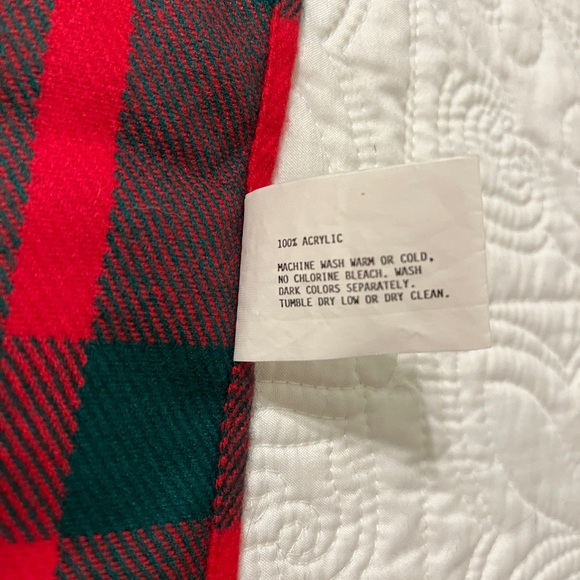 100% ACRYLIC
MACHINE WASH WARM OR COLD.
NO CHLORINE BLEACH. WASH
DARK COLORS SEPARATELY.
TUMBLE DRY LOW OR DRY CLEAN.